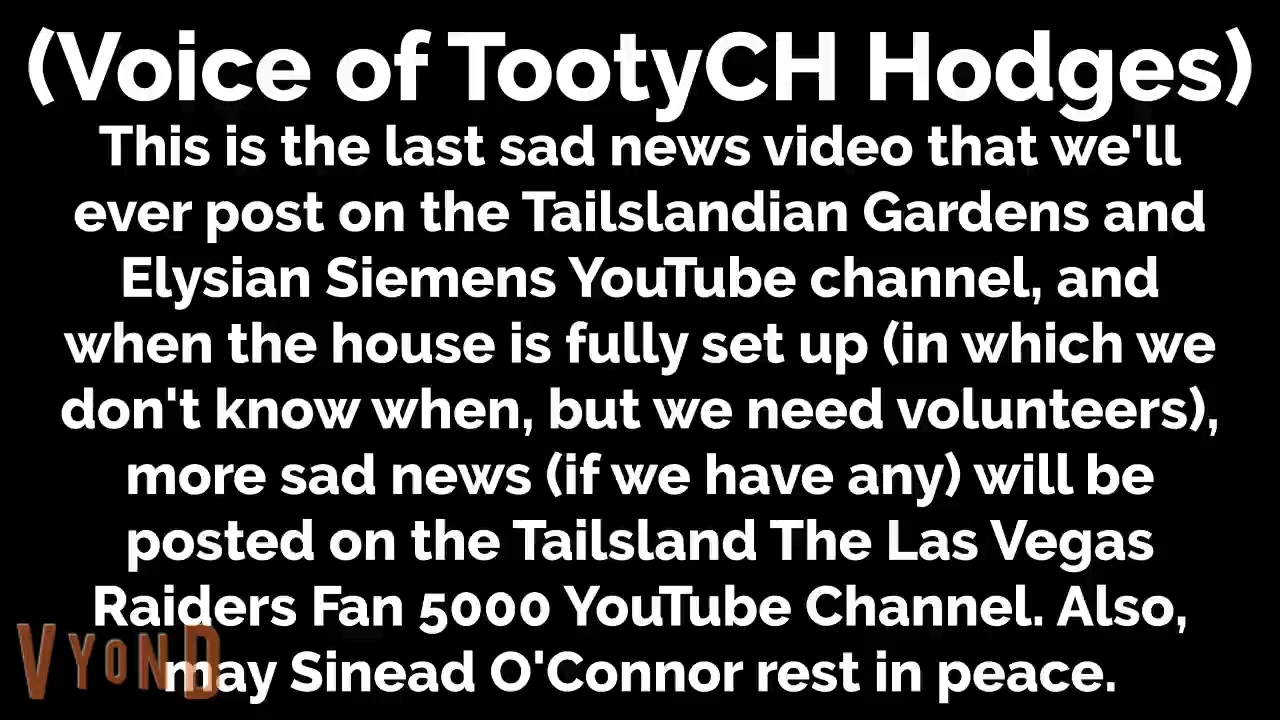 (Voice of TootyCH Hodges)
This is the last sad news video that we'll
ever post on the Tailslandian Gardens and
Elysian Siemens YouTube channel, and
when the house is fully set up (in which we
don't know when, but we need volunteers),
more sad news (if we have any) will be
posted on the Tailsland The Las Vegas
Raiders Fan 5000 YouTube Channel. Also,
may Sinead O'Connor rest in peace.
VYOND